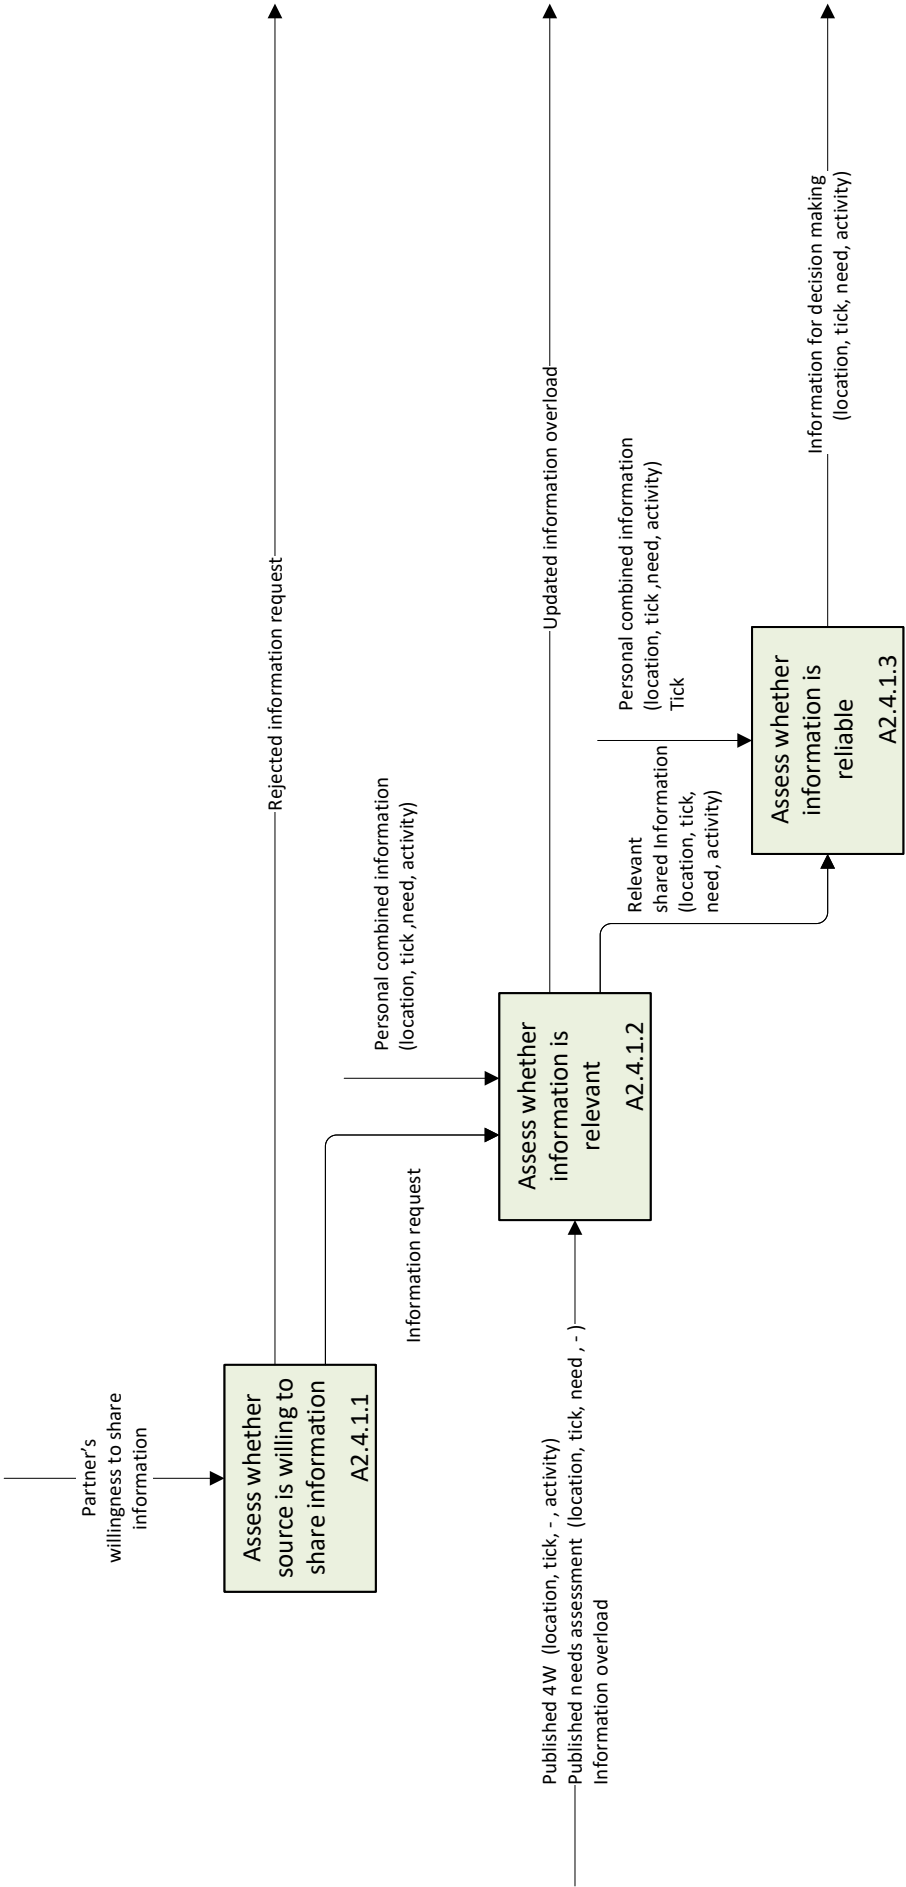 Partner's
willingness to share
information
Assess whether
source is willing to
share information
A2.4.1.1
Rejected information request
Information request
Personal combined information
(location, tick ,need, activity)
Published 4W (location, tick, - , activity)
Published needs assessment (location, tick, need , - )
Information overload
Assess whether
information is
relevant
A2.4.1.2
Updated information overload
Relevant
shared Information
(location, tick,
need, activity)
Personal combined information
(location, tick ,need, activity)
Tick
Assess whether
information is
reliable
A2.4.1.3
Information for decision making
(location, tick, need, activity)